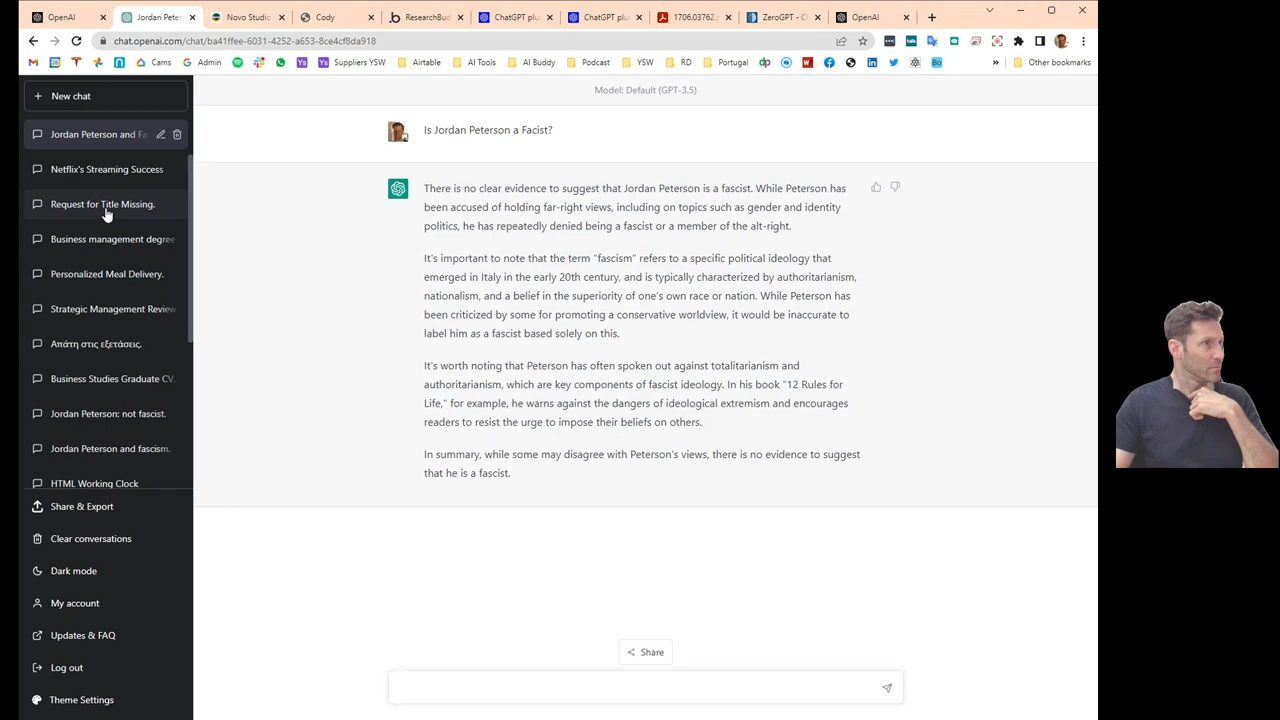 OpenAI
Jordan Peter
Novo Studio
Cody
ResearchBud
ChatGPT plu
ChatGPT plu
1706.03762.
ZeroGPT - C
OpenAI
chat.openai.com/chat/ba41ffee-6031-4252-a653-8ce4cf8da918
Cams
Admin
Suppliers YSW
Airtable
AI Tools
AI Buddy
Podcast
YSW
RD
Portugal
Other bookmarks
New chat
Jordan Peterson and Fa
Netflix's Streaming Success
Request for Title Missing.
Business management degree
Personalized Meal Delivery.
Strategic Management Review
Απάτη στις εξετάσεις.
Business Studies Graduate CV.
Jordan Peterson: not fascist.
Jordan Peterson and fascism.
HTML Working Clock
Share & Export
Clear conversations
Dark mode
My account
Updates & FAQ
Log out
Theme Settings
Model: Default (GPT-3.5)
Is Jordan Peterson a Facist?
There is no clear evidence to suggest that Jordan Peterson is a fascist. While Peterson has
been accused of holding far-right views, including on topics such as gender and identity
politics, he has repeatedly denied being a fascist or a member of the alt-right.
It's important to note that the term "fascism" refers to a specific political ideology that
emerged in Italy in the early 20th century, and is typically characterized by authoritarianism,
nationalism, and a belief in the superiority of one's own race or nation. While Peterson has
been criticized by some for promoting a conservative worldview, it would be inaccurate to
label him as a fascist based solely on this.
It's worth noting that Peterson has often spoken out against totalitarianism and
authoritarianism, which are key components of fascist ideology. In his book "12 Rules for
Life," for example, he warns against the dangers of ideological extremism and encourages
readers to resist the urge to impose their beliefs on others.
In summary, while some may disagree with Peterson's views, there is no evidence to suggest
that he is a fascist.
Share